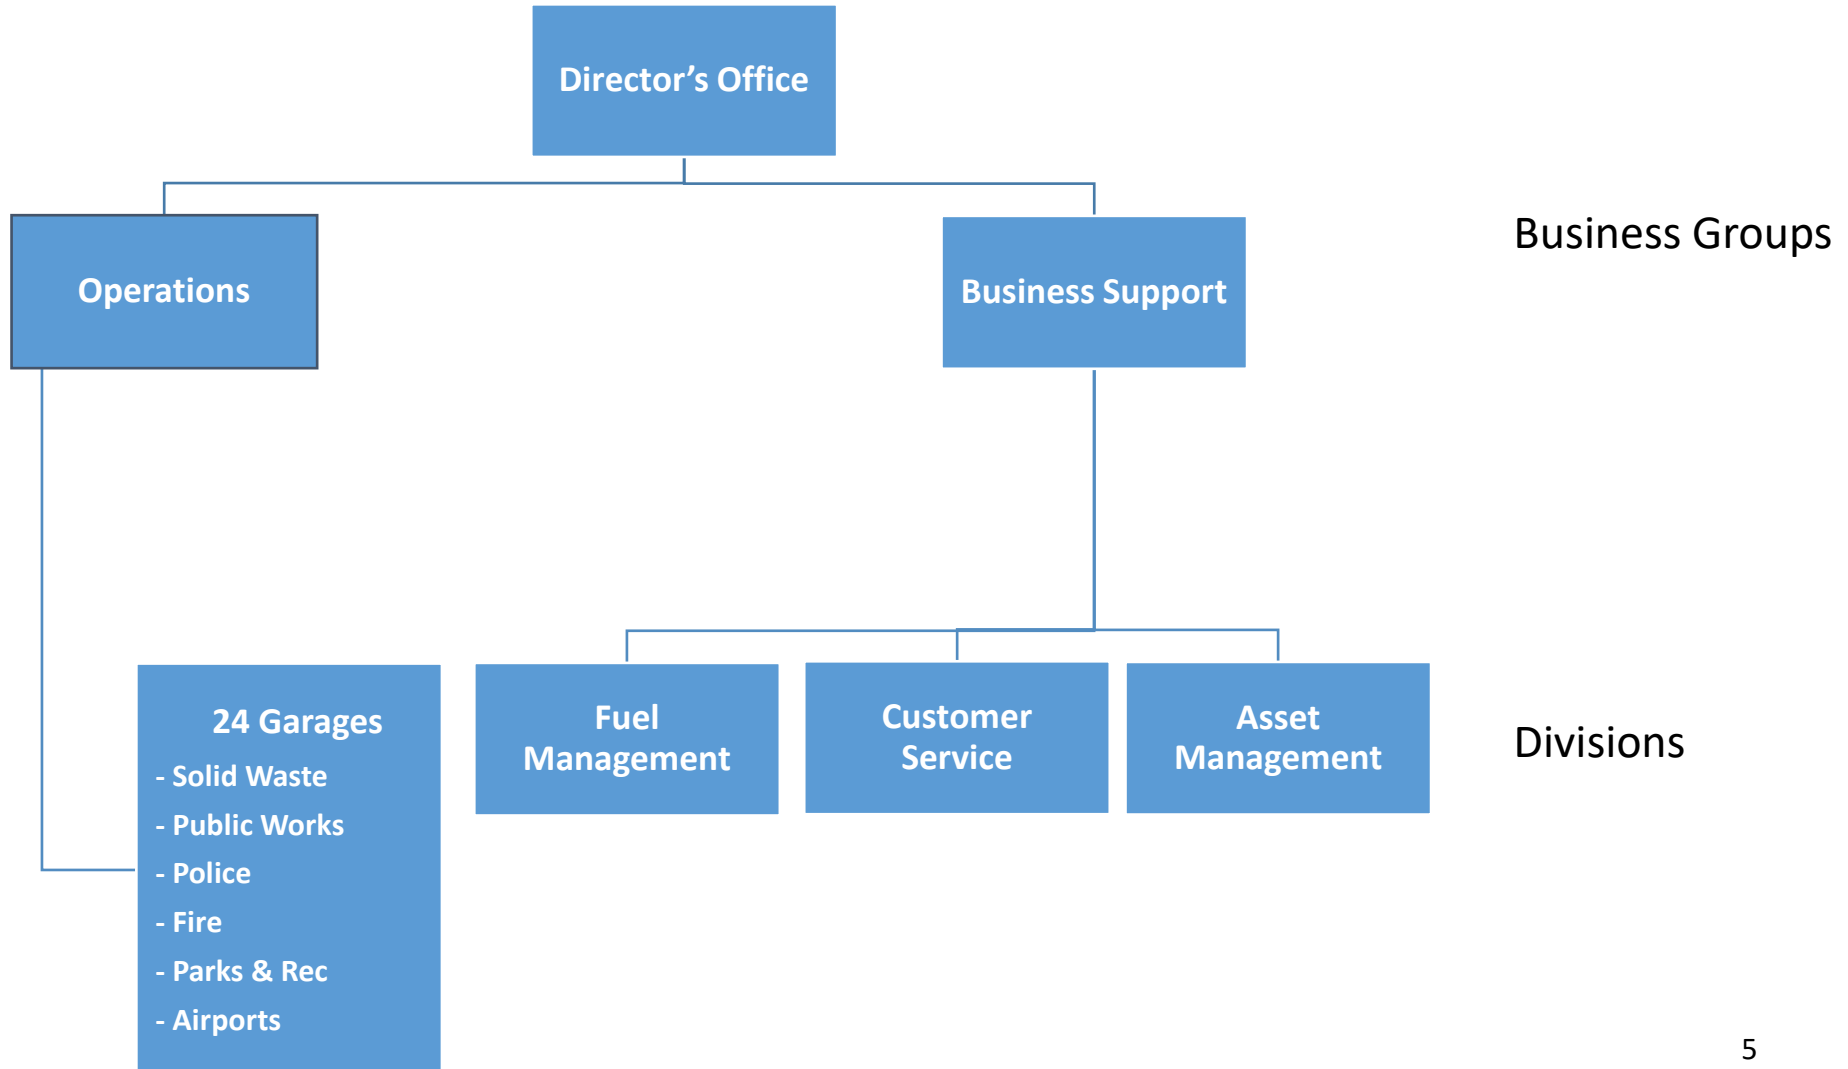 Director’s Office
Operations
Business Support
Business Groups
24 Garages
- Solid Waste
- Public Works
- Police
- Fire
- Parks & Rec
- Airports
Fuel
Management
Customer
Service
Asset
Management
Divisions
5